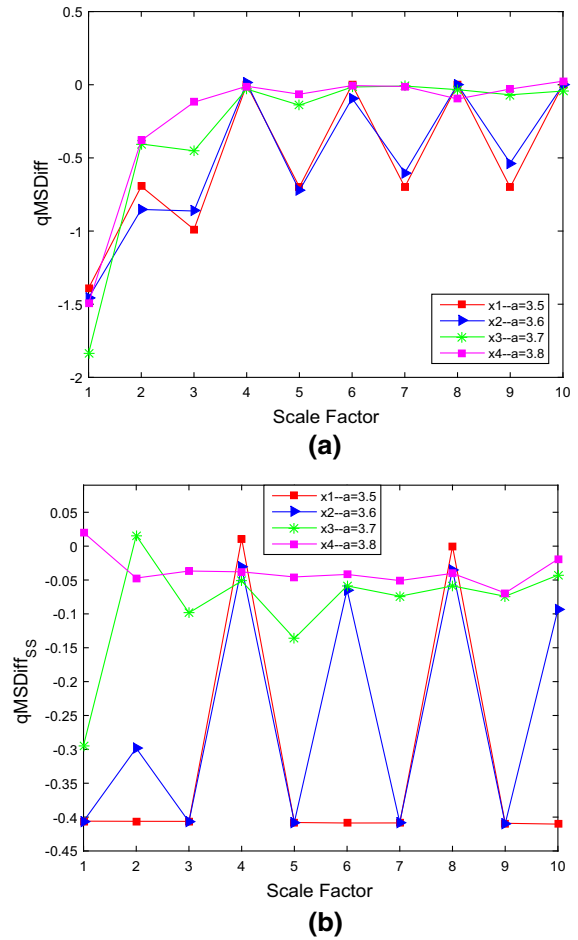 0.5
0
-0.5
-1
-1.5
-2
qMSDiff
1 2 3 4 5 6 7 8 9 10
Scale Factor
x1--a=3.5
x2--a=3.6
x3--a=3.7
x4--a=3.8
(a)
0.05
0
-0.05
-0.1
-0.15
-0.2
-0.25
-0.3
-0.35
-0.4
-0.45
qMSDiffSS
1 2 3 4 5 6 7 8 9 10
Scale Factor
x1--a=3.5
x2--a=3.6
x3--a=3.7
x4--a=3.8
(b)